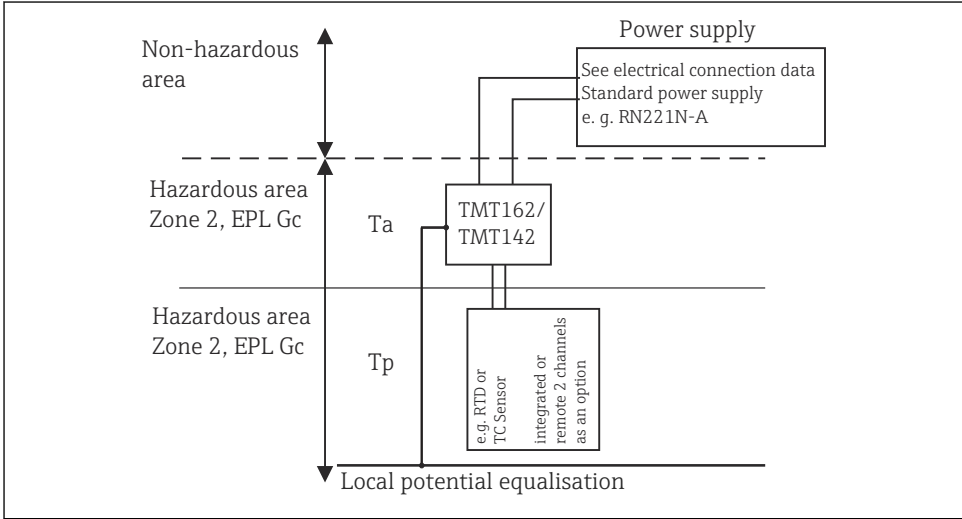 Power supply
Non-hazardous
area
See electrical connection data
Standard power supply
e. g. RN221N-A
Hazardous area
Zone 2, EPL Gc
Ta
TMT162/
TMT142
Hazardous area
Zone 2, EPL Gc
Tp
e.g. RTD or
TC Sensor
integrated or
remote 2 channels
as an option
Local potential equalisation